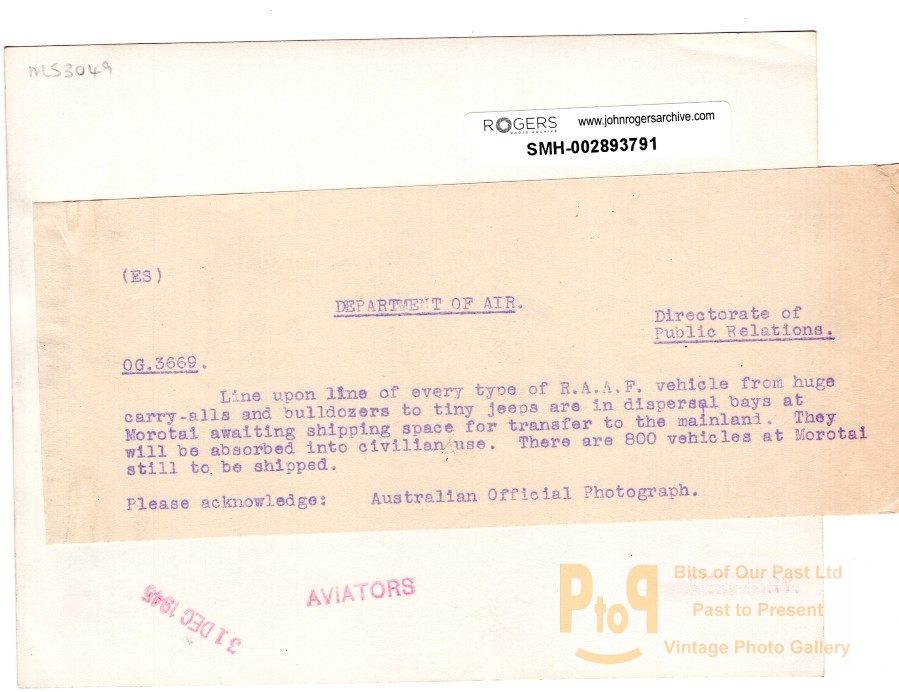 MS3049
ROGERS www.johnrogersarchive.com
PHOTO ARCHIVE
SMH-002893791
(ES)
DEPARTMENT OF AIR.
Directorate of
Public Relations.
OG.3669.
Line upon line of every type of R.A.A.F. vehicle from huge
carry-alls and bulldozers to tiny jeeps are in dispersal bays at
Morotai awaiting shipping space for transfer to the mainland. They
will be absorbed into civilian use. There are 800 vehicles at Morotai
still to be shipped.
Please acknowledge: Australian Official Photograph.
31 DEC 1945
AVIATORS
PtoP
Bits of Our Past Ltd
Past to Present
Vintage Photo Gallery